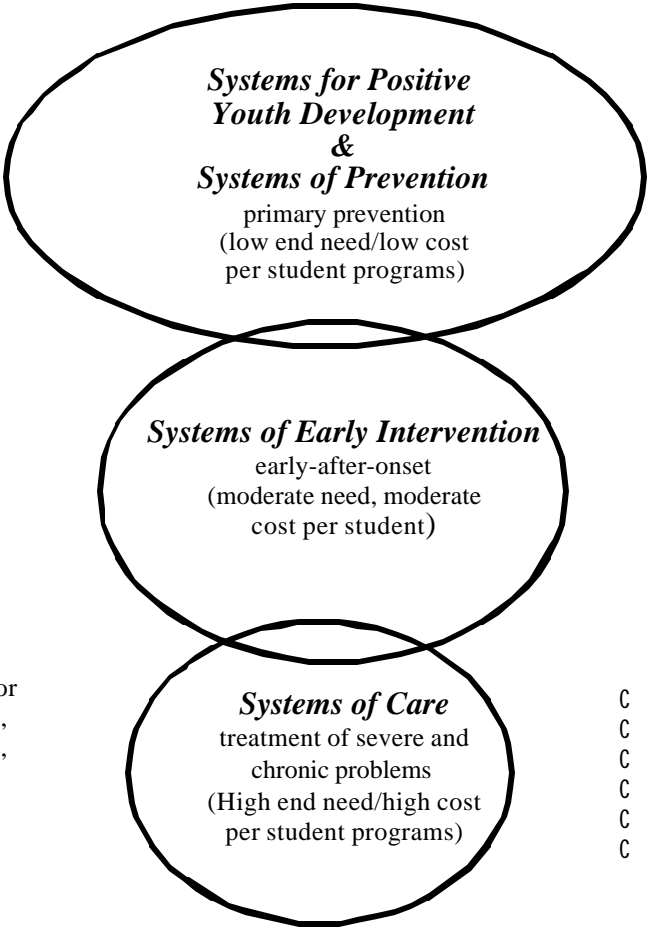 Systems for Positive
Youth Development
&
Systems of Prevention
primary prevention
(low end need/low cost
per student programs)
Systems of Early Intervention
early-after-onset
(moderate need, moderate
cost per student)
or
,
,
Systems of Care
treatment of severe and
chronic problems
(High end need/high cost
per student programs)
C
C
C
C
C
C